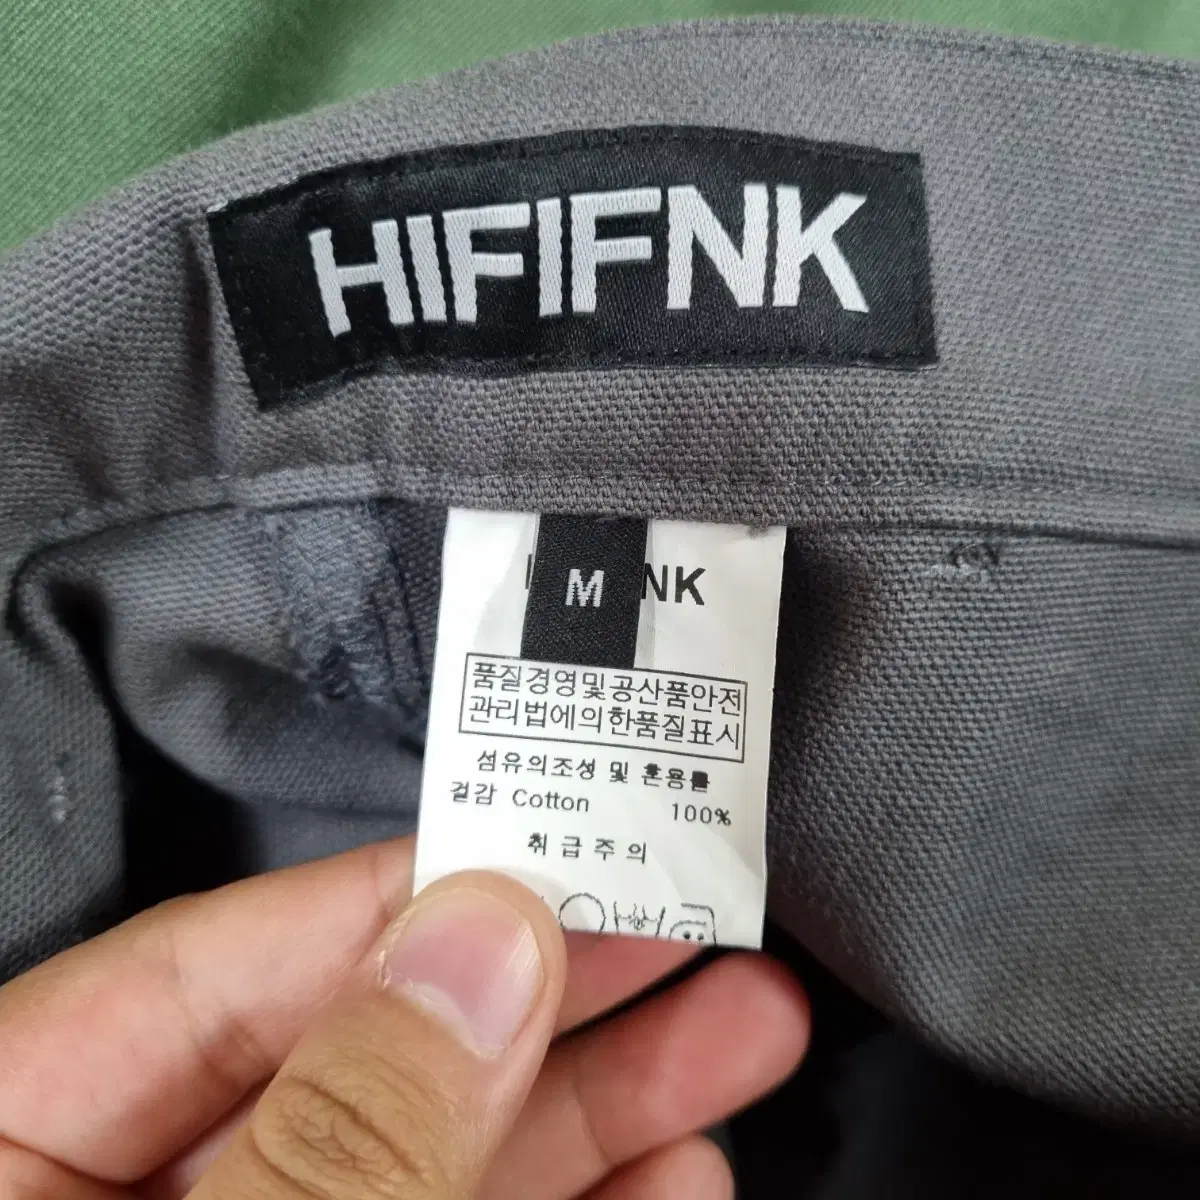 HIFIFNK
M
NK
품질경영및공산품안전
관리법에의한품질표시
섬유의조성 및 혼용률
겉감 Cotton 100%
취급주의